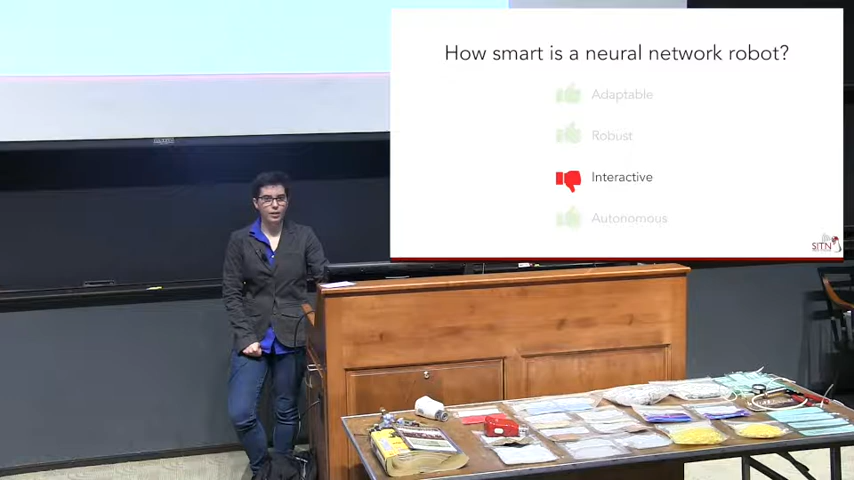 How smart is a neural network robot?
Adaptable
Robust
Interactive
Autonomous
SITN